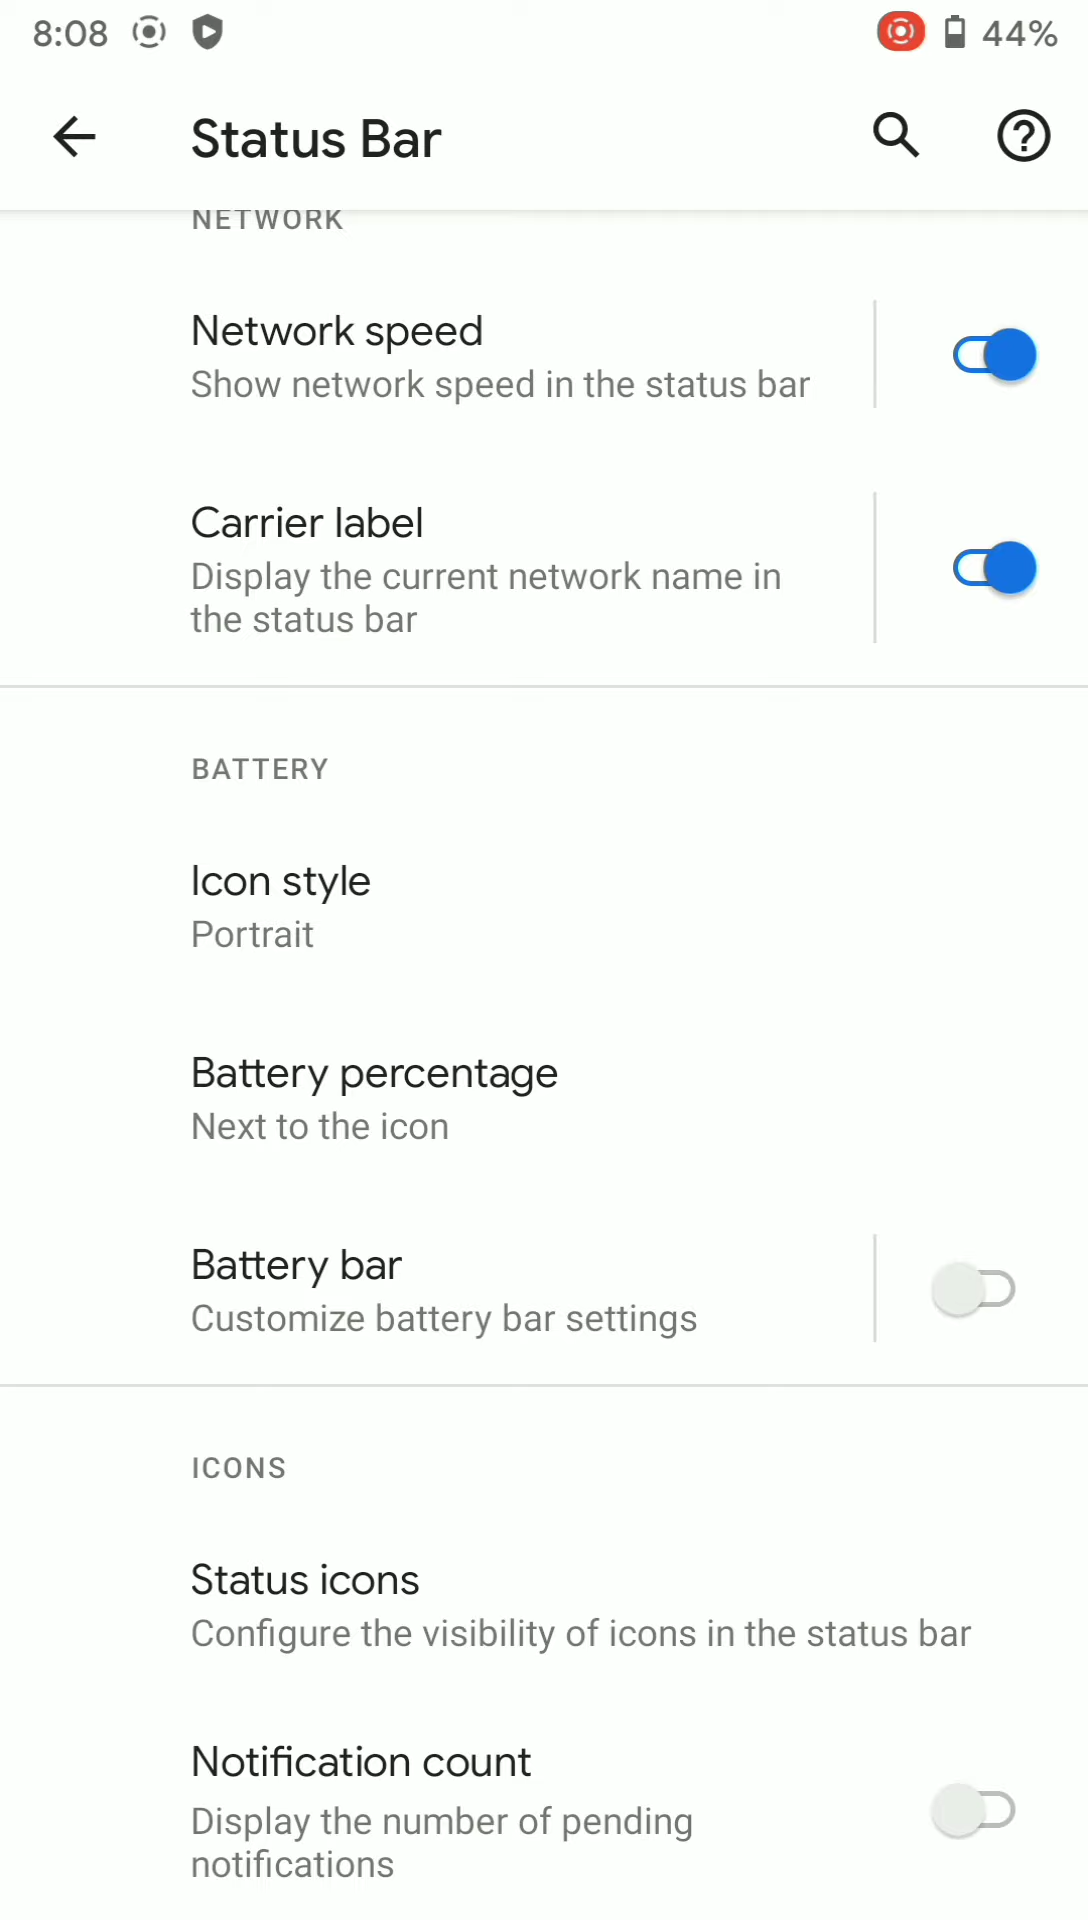 8:08 44%
Status Bar
NETWORK
Network speed
Show network speed in the status bar
Carrier label
Display the current network name in
the status bar
BATTERY
Icon style
Portrait
Battery percentage
Next to the icon
Battery bar
Customize battery bar settings
ICONS
Status icons
Configure the visibility of icons in the status bar
Notification count
Display the number of pending
notifications